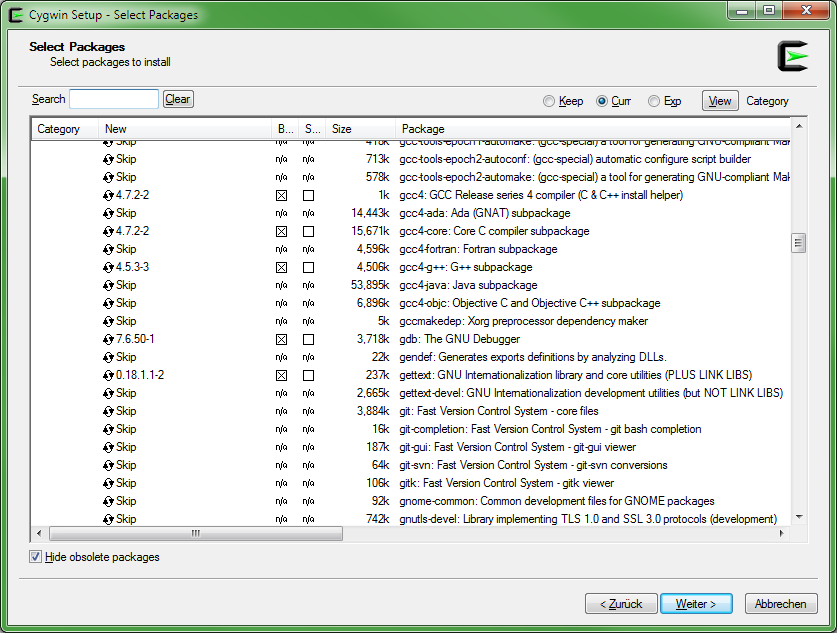 Cygwin Setup - Select Packages
Select Packages
Select packages to install
Search Clear Keep Curr Exp View Category
Category New B... S... Size Package
Skip n/a n/a 418k gcc-tools-epoch1-automake: (gcc-special) a tool for generating GNU-compliant Mak
Skip n/a n/a 713k gcc-tools-epoch2-autoconf: (gcc-special) automatic configure script builder
Skip n/a n/a 578k gcc-tools-epoch2-automake: (gcc-special) a tool for generating GNU-compliant Mak
4.7.2-2 1k gcc4: GCC Release series 4 compiler (C & C++ install helper)
Skip n/a n/a 14,443k gcc4-ada: Ada (GNAT) subpackage
4.7.2-2 15,671k gcc4-core: Core C compiler subpackage
Skip n/a n/a 4,596k gcc4-fortran: Fortran subpackage
4.5.3-3 4,506k gcc4-g++: G++ subpackage
Skip n/a n/a 53,895k gcc4-java: Java subpackage
Skip n/a n/a 6,896k gcc4-objc: Objective C and Objective C++ subpackage
Skip n/a n/a 5k gccmakedep: Xorg preprocessor dependency maker
7.6.50-1 3,718k gdb: The GNU Debugger
Skip n/a n/a 22k gendef: Generates exports definitions by analyzing DLLs.
0.18.1.1-2 237k gettext: GNU Internationalization library and core utilities (PLUS LINK LIBS)
Skip n/a n/a 2,665k gettext-devel: GNU Internationalization development utilities (but NOT LINK LIBS)
Skip n/a n/a 3,884k git: Fast Version Control System - core files
Skip n/a n/a 16k git-completion: Fast Version Control System - git bash completion
Skip n/a n/a 187k git-gui: Fast Version Control System - git-gui viewer
Skip n/a n/a 64k git-svn: Fast Version Control System - git-svn conversions
Skip n/a n/a 106k gitk: Fast Version Control System - gitk viewer
Skip n/a n/a 92k gnome-common: Common development files for GNOME packages
Skip n/a n/a 742k gnutls-devel: Library implementing TLS 1.0 and SSL 3.0 protocols (development)
Hide obsolete packages
< Zurück Weiter > Abbrechen